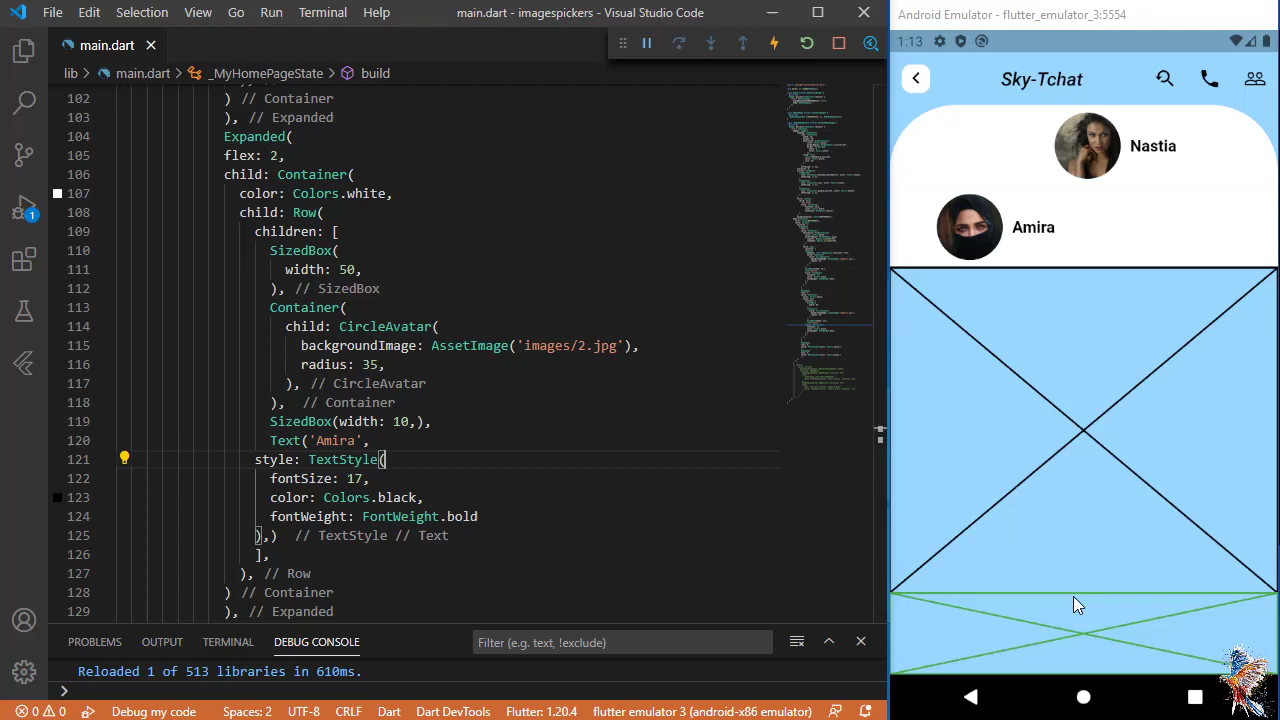 File Edit Selection View Go Run Terminal Help main.dart - imagespickers - Visual Studio Code
main.dart
lib > main.dart > _MyHomePageState > build
102 ) // Container
103 ), // Expanded
104 Expanded(
105 flex: 2,
106 child: Container(
107 color: Colors.white,
108 child: Row(
109 children: [
110 SizedBox(
111 width: 50,
112 ), // SizedBox
113 Container(
114 child: CircleAvatar(
115 backgroundImage: AssetImage('images/2.jpg'),
116 radius: 35,
117 ), // CircleAvatar
118 ), // Container
119 SizedBox(width: 10,),
120 Text('Amira',
121 style: TextStyle(
122 fontSize: 17,
123 color: Colors.black,
124 fontWeight: FontWeight.bold
125 ),) // TextStyle // Text
126 ],
127 ), // Row
128 ) // Container
129 ), // Expanded
1
PROBLEMS OUTPUT TERMINAL DEBUG CONSOLE Filter (e.g. text, !exclude)
Reloaded 1 of 513 libraries in 610ms.
>
0 0 Debug my code Spaces: 2 UTF-8 CRLF Dart Dart DevTools Flutter: 1.20.4 flutter emulator 3 (android-x86 emulator)
Android Emulator - flutter_emulator_3:5554
1:13
Sky-Tchat
Nastia
Amira